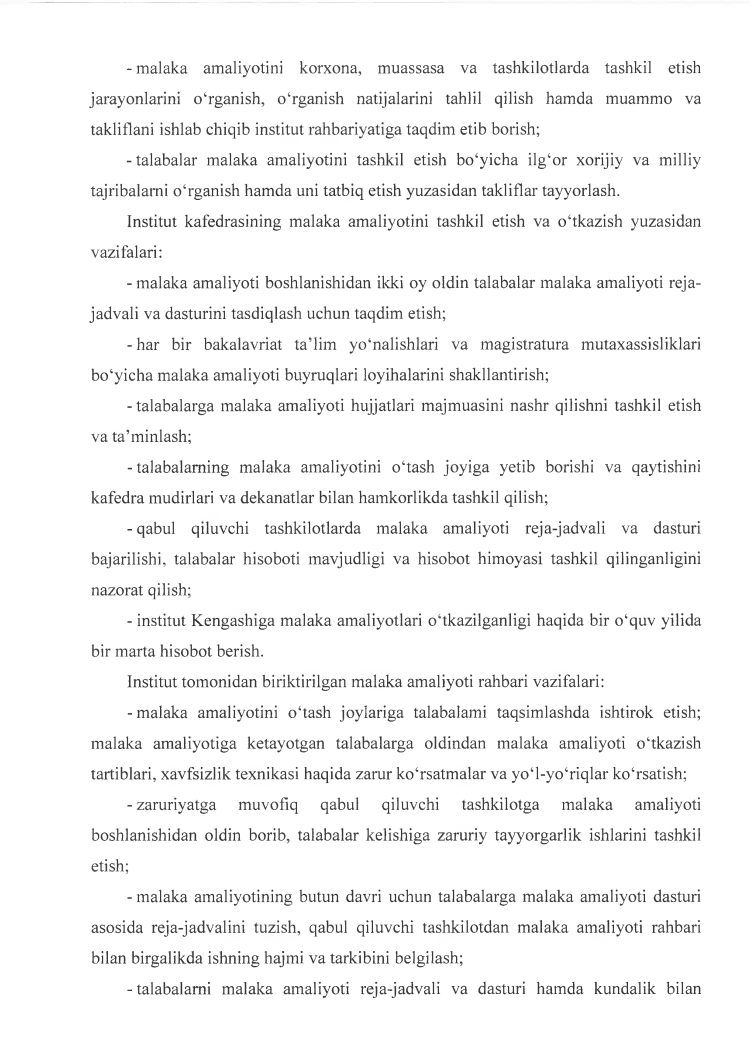 - malaka amaliyotini korxona, muassasa va tashkilotlarda tashkil etish
jarayonlarini o‘rganish, o‘rganish natijalarini tahlil qilish hamda muammo va
takliflani ishlab chiqib institut rahbariyatiga taqdim etib borish;
- talabalar malaka amaliyotini tashkil etish bo‘yicha ilg‘or xorijiy va milliy
tajribalarni o‘rganish hamda uni tatbiq etish yuzasidan takliflar tayyorlash.
Institut kafedrasining malaka amaliyotini tashkil etish va o‘tkazish yuzasidan
vazifalari:
- malaka amaliyoti boshlanishidan ikki oy oldin talabalar malaka amaliyoti reja-
jadvali va dasturini tasdiqlash uchun taqdim etish;
- har bir bakalavriat ta’lim yo‘nalishlari va magistratura mutaxassisliklari
bo‘yicha malaka amaliyoti buyruqlari loyihalarini shakllantirish;
- talabalarga malaka amaliyoti hujjatlari majmuasini nashr qilishni tashkil etish
va ta’minlash;
- talabalarning malaka amaliyotini o‘tash joyiga yetib borishi va qaytishini
kafedra mudirlari va dekanatlar bilan hamkorlikda tashkil qilish;
- qabul qiluvchi tashkilotlarda malaka amaliyoti reja-jadvali va dasturi
bajarilishi, talabalar hisoboti mavjudligi va hisobot himoyasi tashkil qilinganligini
nazorat qilish;
- institut Kengashiga malaka amaliyotlari o‘tkazilganligi haqida bir o‘quv yilida
bir marta hisobot berish.
Institut tomonidan biriktirilgan malaka amaliyoti rahbari vazifalari:
- malaka amaliyotini o‘tash joylariga talabalami taqsimlashda ishtirok etish;
malaka amaliyotiga ketayotgan talabalarga oldindan malaka amaliyoti o‘tkazish
tartiblari, xavfsizlik texnikasi haqida zarur ko‘rsatmalar va yo‘l-yo‘riqlar ko‘rsatish;
- zaruriyatga muvofiq qabul qiluvchi tashkilotga malaka amaliyoti
boshlanishidan oldin borib, talabalar kelishiga zaruriy tayyorgarlik ishlarini tashkil
etish;
- malaka amaliyotining butun davri uchun talabalarga malaka amaliyoti dasturi
asosida reja-jadvalini tuzish, qabul qiluvchi tashkilotdan malaka amaliyoti rahbari
bilan birgalikda ishning hajmi va tarkibini belgilash;
- talabalarni malaka amaliyoti reja-jadvali va dasturi hamda kundalik bilan